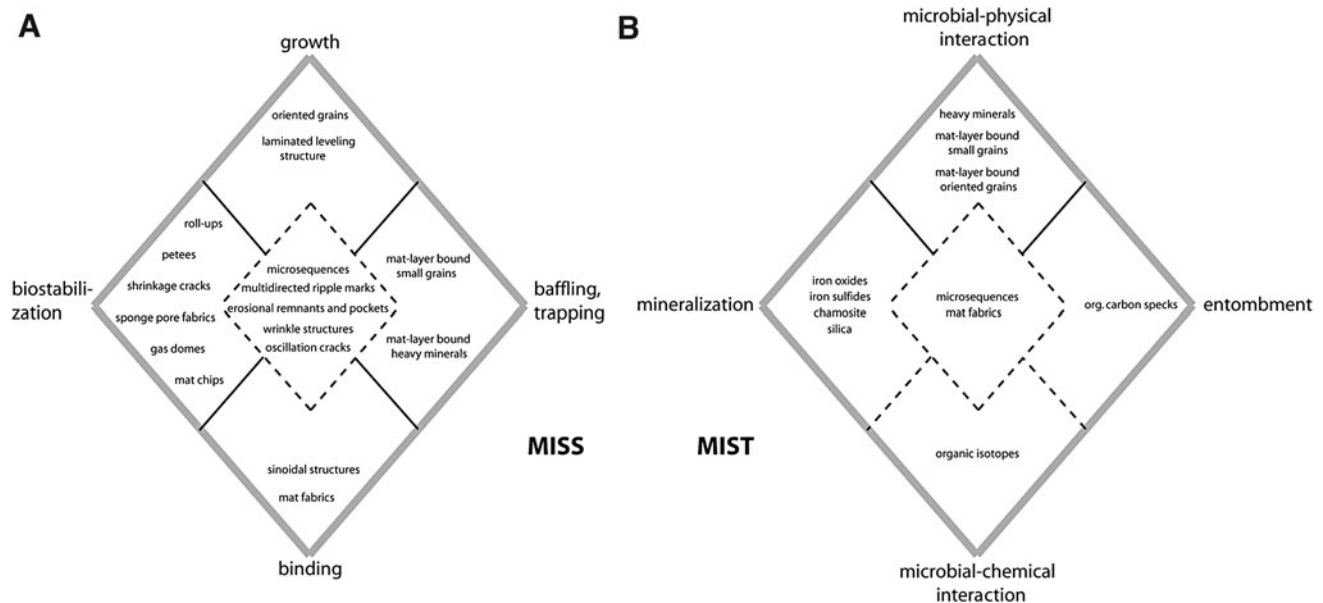 A
growth
oriented grains
laminated leveling
structure
roll-ups
petees
shrinkage cracks
sponge pore fabrics
gas domes
mat chips
biostabili-
zation
microsequences
multidirected ripple marks
erosional remnants and pockets
wrinkle structures
oscillation cracks
mat-layer bound
small grains
mat-layer bound
heavy minerals
baffling,
trapping
sinoidal structures
mat fabrics
binding
MISS
B
microbial-physical
interaction
heavy minerals
mat-layer bound
small grains
mat-layer bound
oriented grains
mineralization
iron oxides
iron sulfides
chamosite
silica
microsequences
mat fabrics
org. carbon specks
entombment
organic isotopes
microbial-chemical
interaction
MIST